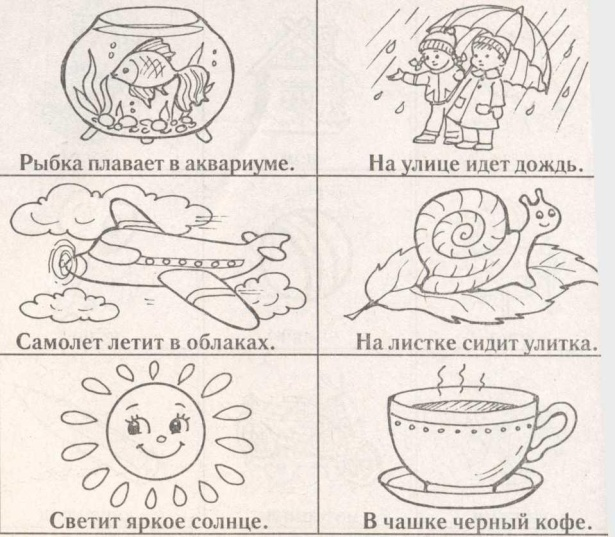 Рыбка плавает в аквариуме.
На улице идет дождь.
Самолет летит в облаках.
На листке сидит улитка.
Светит яркое солнце.
В чашке черный кофе.